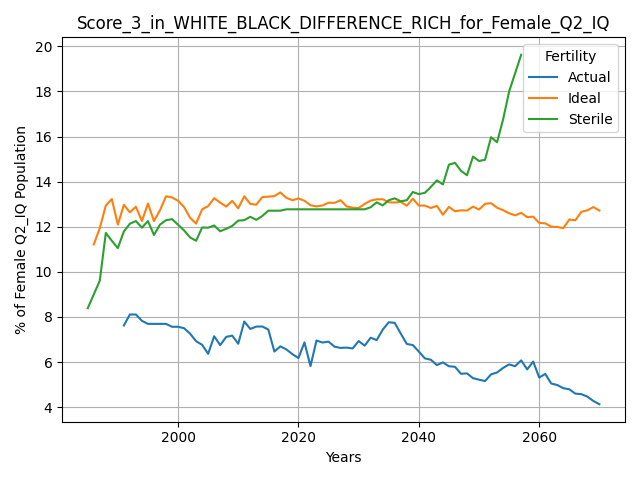 Score_3_in_WHITE_BLACK_DIFFERENCE_RICH_for_Female_Q2_IQ
20
18
16
14
12
10
8
6
4
% of Female Q2_IQ Population
Fertility
Actual
Ideal
Sterile
2000
2020
2040
2060
Years